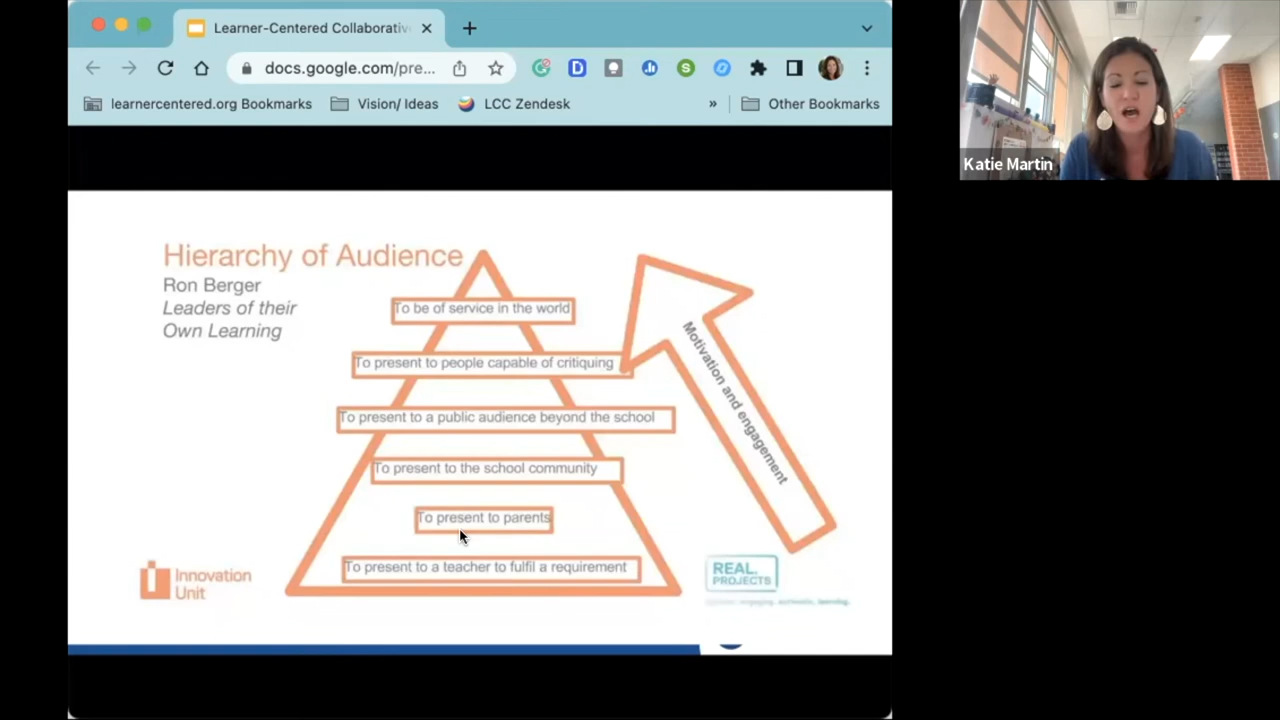 Learner-Centered Collaborativ
docs.google.com/pre...
learnercentered.org Bookmarks
Vision/ Ideas
LCC Zendesk
»
Other Bookmarks
Katie Martin
Hierarchy of Audience
Ron Berger
Leaders of their
Own Learning
To be of service in the world
To present to people capable of critiquing
To present to a public audience beyond the school
To present to the school community
To present to parents
To present to a teacher to fulfil a requirement
Motivation and engagement
Innovation
Unit
REAL.
PROJECTS